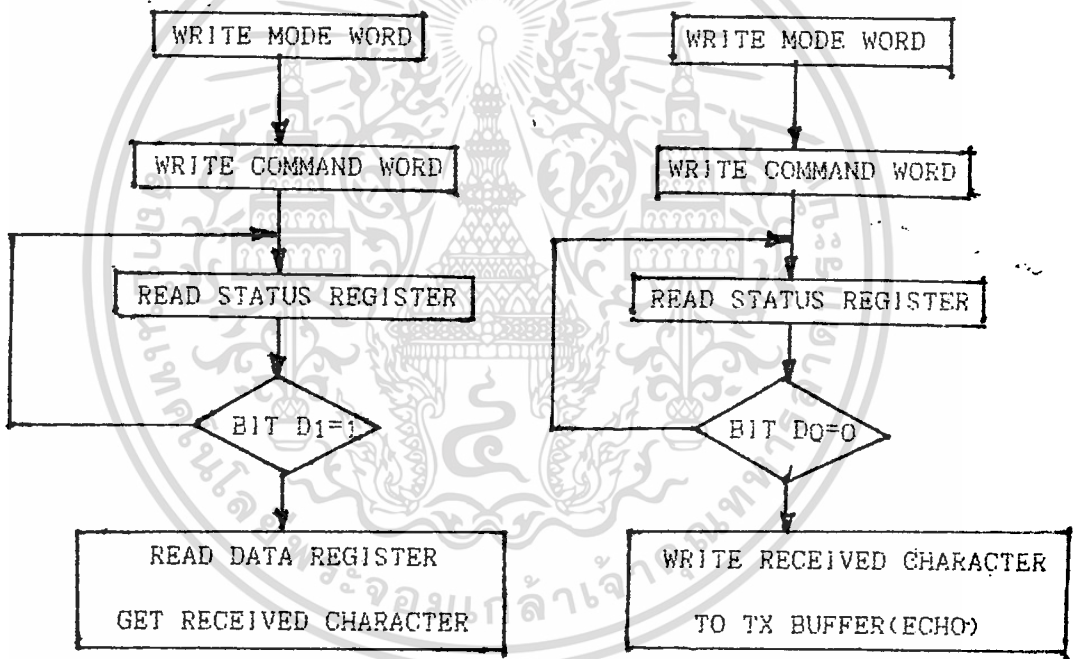 WRITE MODE WORD
WRITE COMMAND WORD
READ STATUS REGISTER
BIT D1=1
READ DATA REGISTER
GET RECEIVED CHARACTER
WRITE MODE WORD
WRITE COMMAND WORD
READ STATUS REGISTER
BIT D0=0
WRITE RECEIVED CHARACTER
TO TX BUFFER(ECHO)